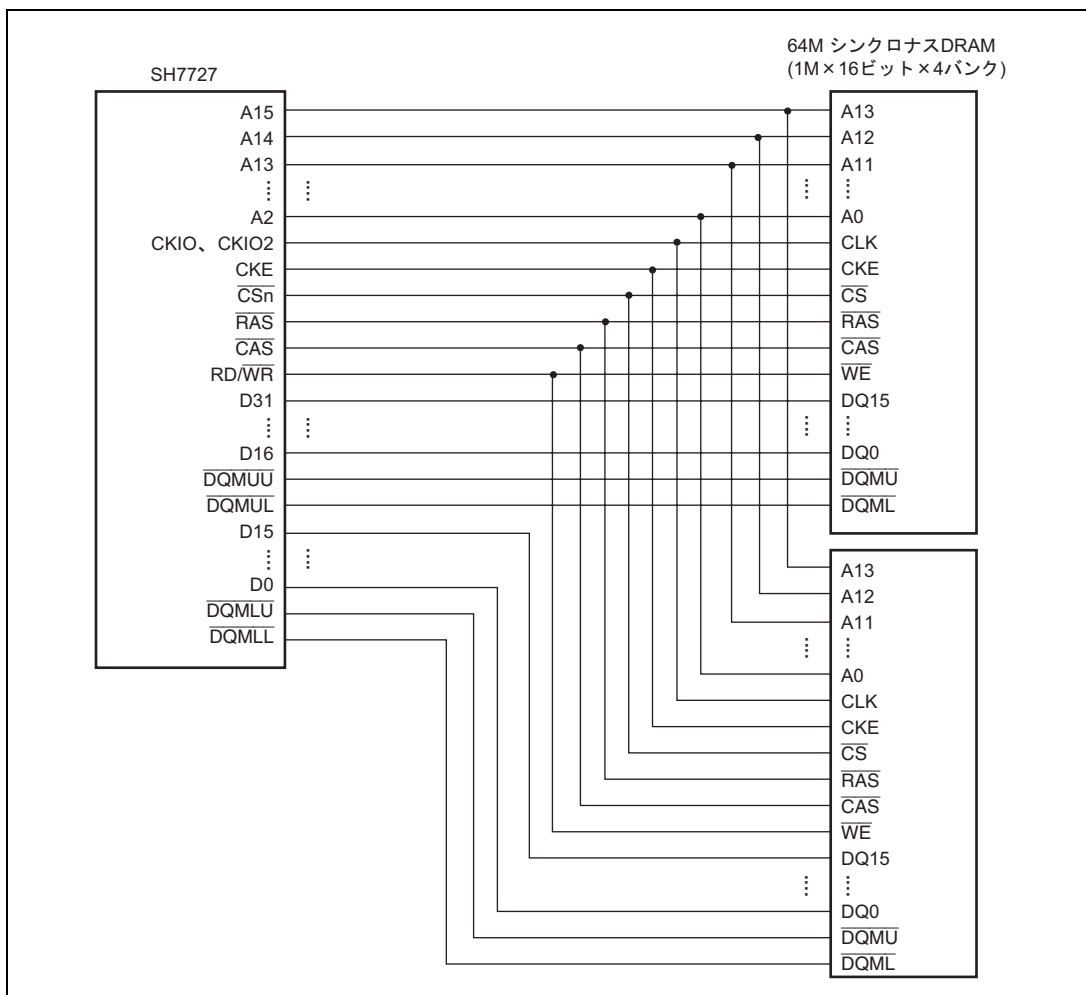 SH7727
A15
A14
A13
A2
CKIO、CKIO2
CKE
CSn
RAS
CAS
RD/WR
D31
D16
DQMUU
DQMUL
D15
D0
DQMLU
DQMLL
64M シンクロナスDRAM
(1M×16ビット×4バンク)
A13
A12
A11
A0
CLK
CKE
CS
RAS
CAS
WE
DQ15
DQ0
DQMU
DQML
A13
A12
A11
A0
CLK
CKE
CS
RAS
CAS
WE
DQ15
DQ0
DQMU
DQML